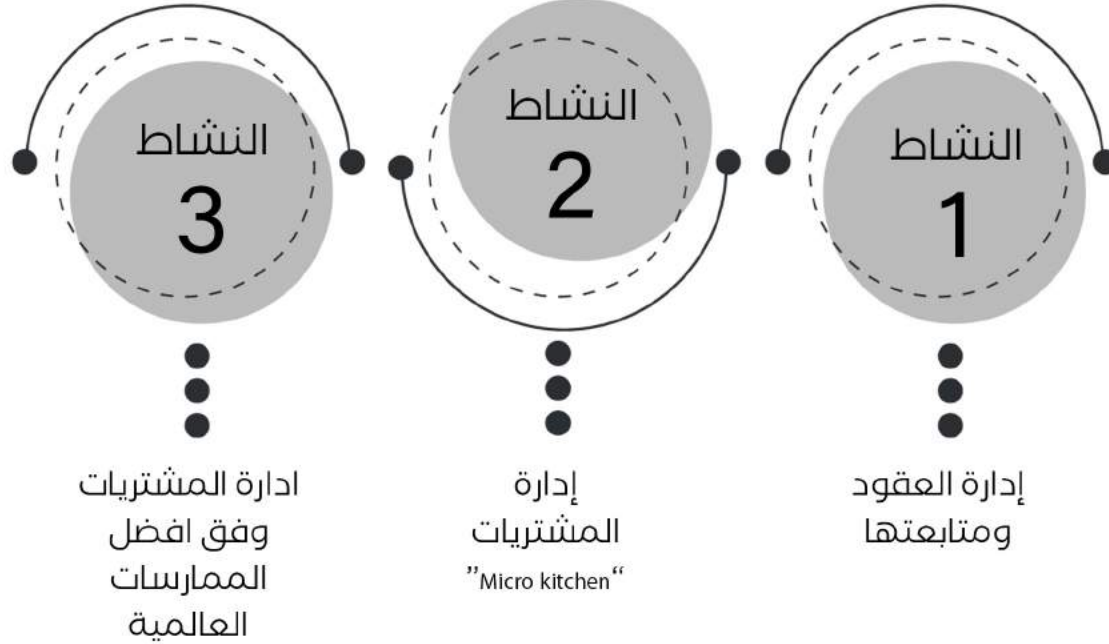 النشاط
1
إدارة العقود
ومتابعتها
النشاط
2
إدارة
المشتريات
”Micro kitchen“
النشاط
3
ادارة المشتريات
وفق افضل
الممارسات
العالمية